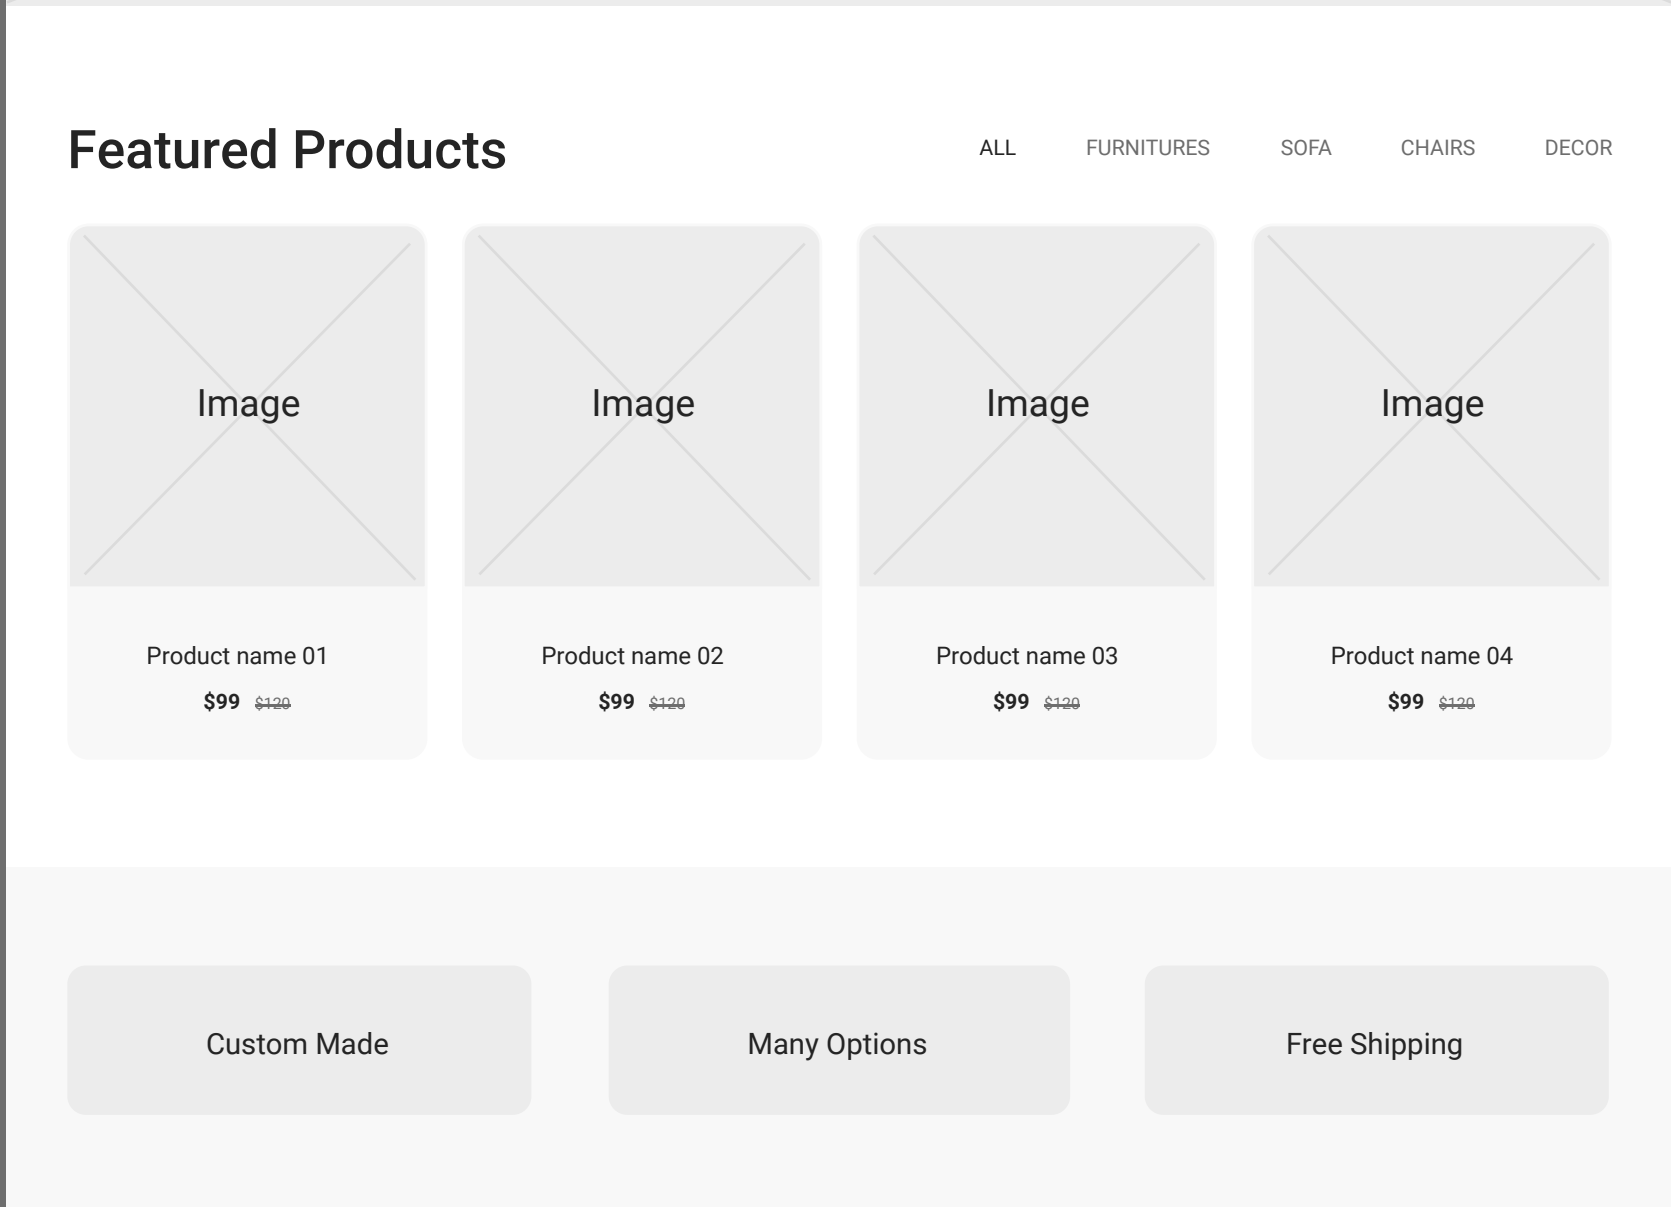 Featured Products
ALL FURNITURES SOFA CHAIRS DECOR
Image Image Image Image
Product name 01 Product name 02 Product name 03 Product name 04
$99 $120 $99 $120 $99 $120 $99 $120
Custom Made Many Options Free Shipping